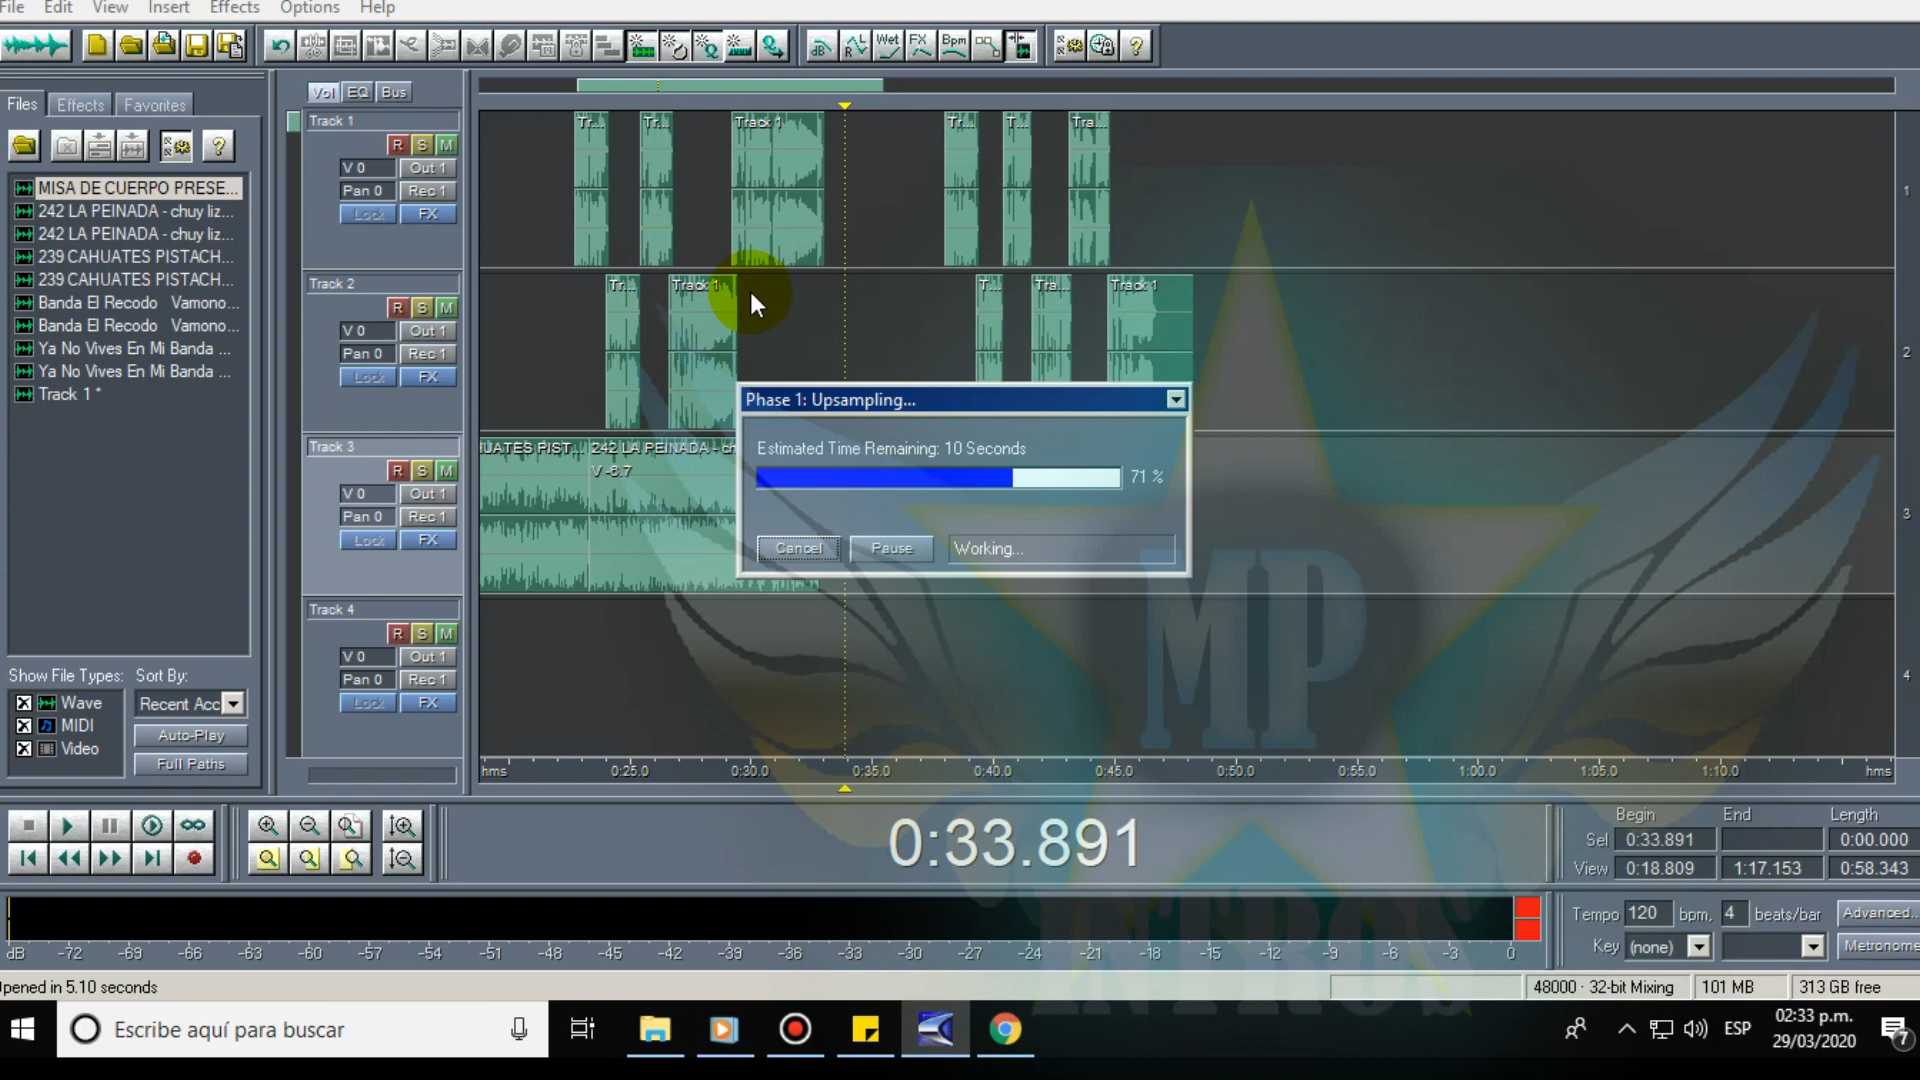 File Edit View Insert Effects Options Help
Wet FX Bpm
dB
Files Effects Favorites
Vol EQ Bus
MISA DE CUERPO PRESE...
242 LA PEINADA - chuy liz...
242 LA PEINADA - chuy liz...
239 CAHUATES PISTACH...
239 CAHUATES PISTACH...
Banda El Recodo Vamono...
Banda El Recodo Vamono...
Ya No Vives En Mi Banda ...
Ya No Vives En Mi Banda ...
Track 1 *
Show File Types: Sort By:
Wave Recent Acc
MIDI Auto-Play
Video Full Paths
Track 1
R S M
V 0 Out 1
Pan 0 Rec 1
Lock FX
Track 2
R S M
V 0 Out 1
Pan 0 Rec 1
Lock FX
Track 3
R S M
V 0 Out 1
Pan 0 Rec 1
Lock FX
Track 4
R S M
V 0 Out 1
Pan 0 Rec 1
Lock FX
Tr... Tr... Track 1 Tr... T... Tra... 1
Tr... Track 1 T... Tra... Track 1 2
UATES PIST... 242 LA PEINADA - ch 3
V -6.7
4
Phase 1: Upsampling...
Estimated Time Remaining: 10 Seconds
71 %
Cancel Pause Working...
MP
INTROS
hms 0:25.0 0:30.0 0:35.0 0:40.0 0:45.0 0:50.0 0:55.0 1:00.0 1:05.0 1:10.0 hms
0:33.891
Begin End Length
Sel 0:33.891 0:00.000
View 0:18.809 1:17.153 0:58.343
Tempo 120 bpm, 4 beats/bar Advanced...
Key (none) Metronome
dB -72 -69 -66 -63 -60 -57 -54 -51 -48 -45 -42 -39 -36 -33 -30 -27 -24 -21 -18 -15 -12 -9 -6 -3 0
pened in 5.10 seconds 48000 · 32-bit Mixing 101 MB 313 GB free
Escribe aquí para buscar
ESP
02:33 p.m.
29/03/2020
7